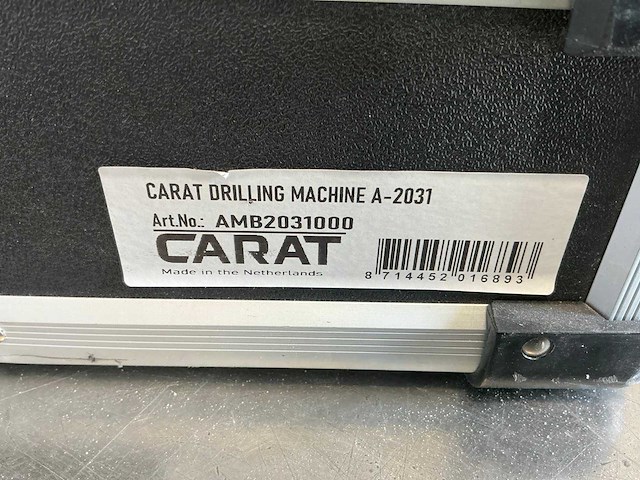 CARAT DRILLING MACHINE A-2031
Art.No.: AMB2031000
CARAT
Made in the Netherlands
8 714452 016893